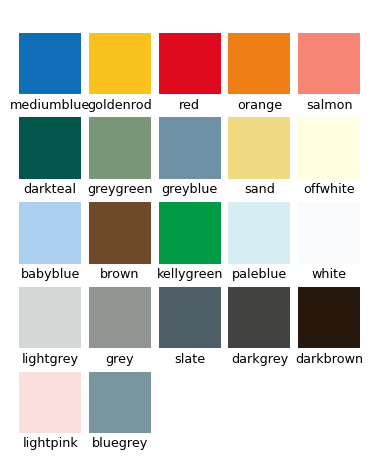 mediumblue goldenrod red orange salmon
darkteal greygreen greyblue sand offwhite
babyblue brown kellygreen paleblue white
lightgrey grey slate darkgrey darkbrown
lightpink bluegrey